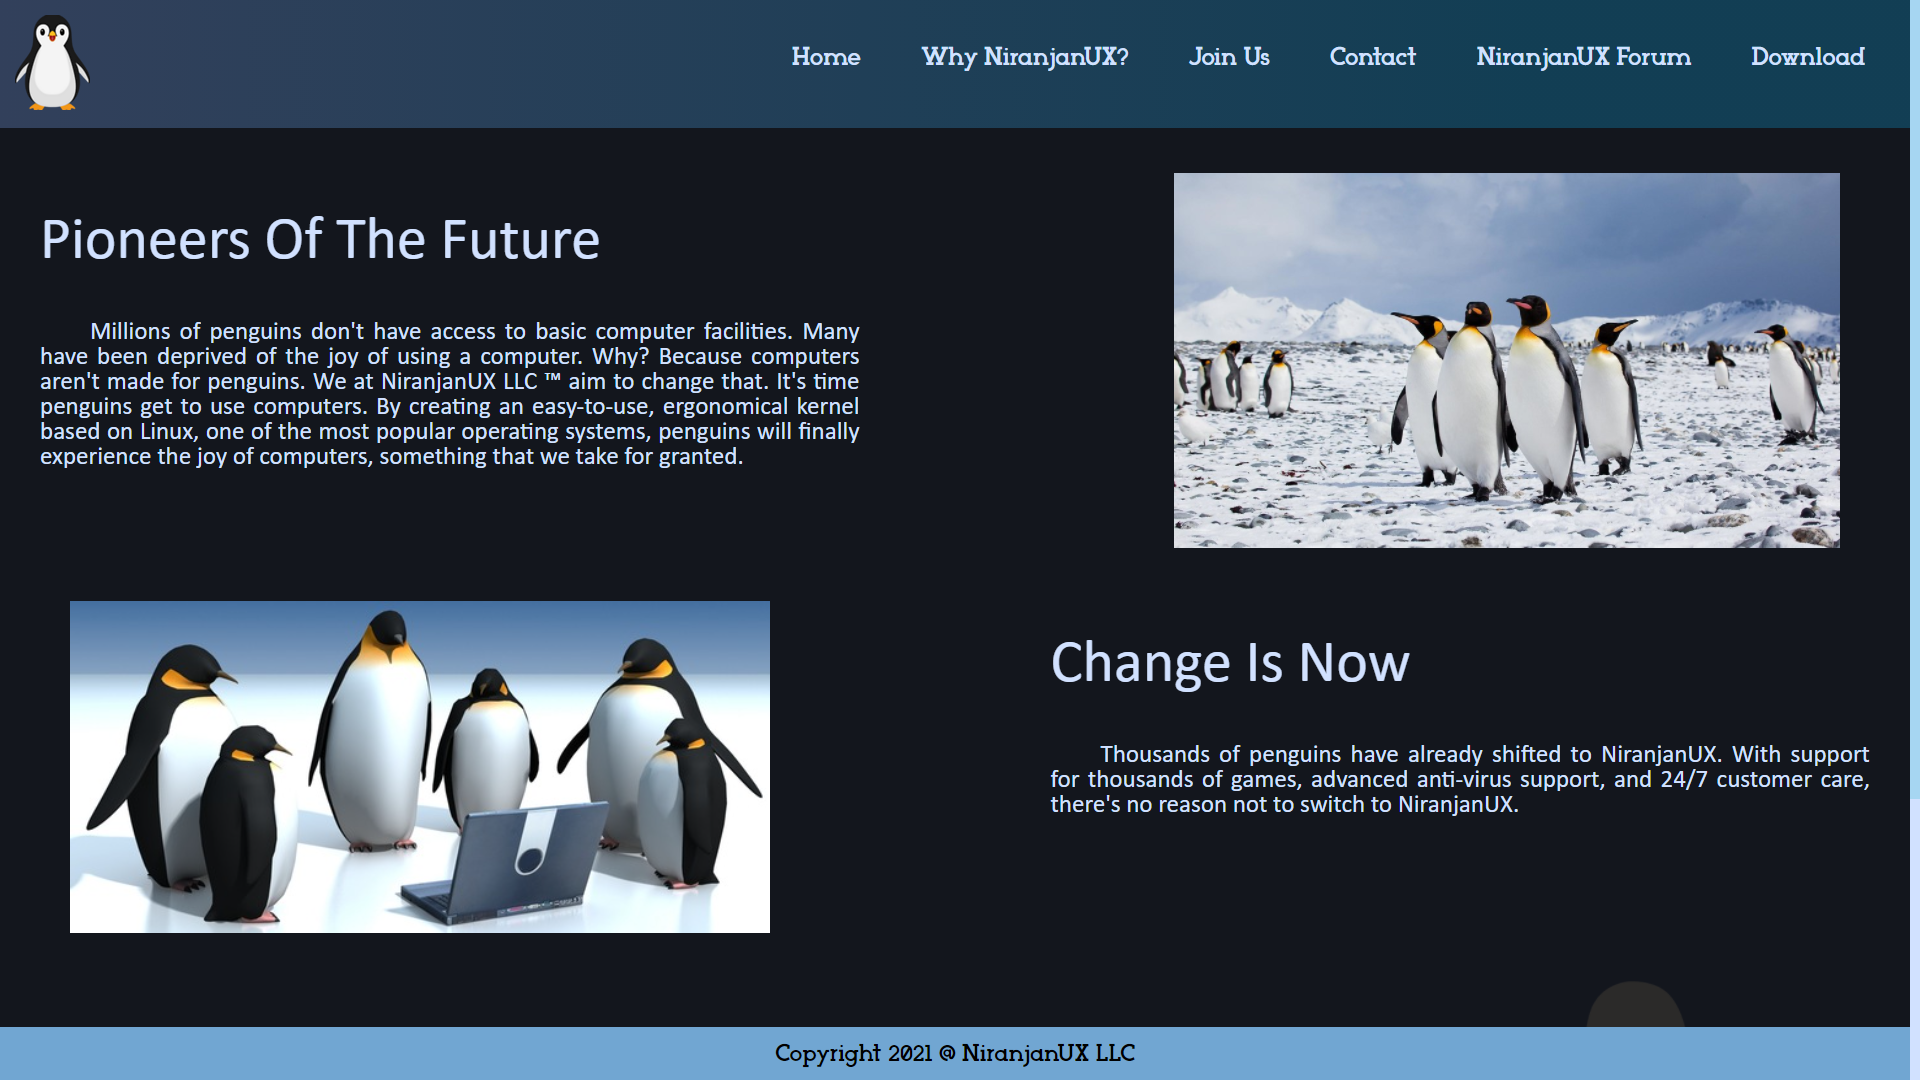 Home Why NiranjanUX? Join Us Contact NiranjanUX Forum Download
Pioneers Of The Future
Millions of penguins don't have access to basic computer facilities. Many
have been deprived of the joy of using a computer. Why? Because computers
aren't made for penguins. We at NiranjanUX LLC ™ aim to change that. It's time
penguins get to use computers. By creating an easy-to-use, ergonomical kernel
based on Linux, one of the most popular operating systems, penguins will finally
experience the joy of computers, something that we take for granted.
Change Is Now
Thousands of penguins have already shifted to NiranjanUX. With support
for thousands of games, advanced anti-virus support, and 24/7 customer care,
there's no reason not to switch to NiranjanUX.
Copyright 2021 @ NiranjanUX LLC